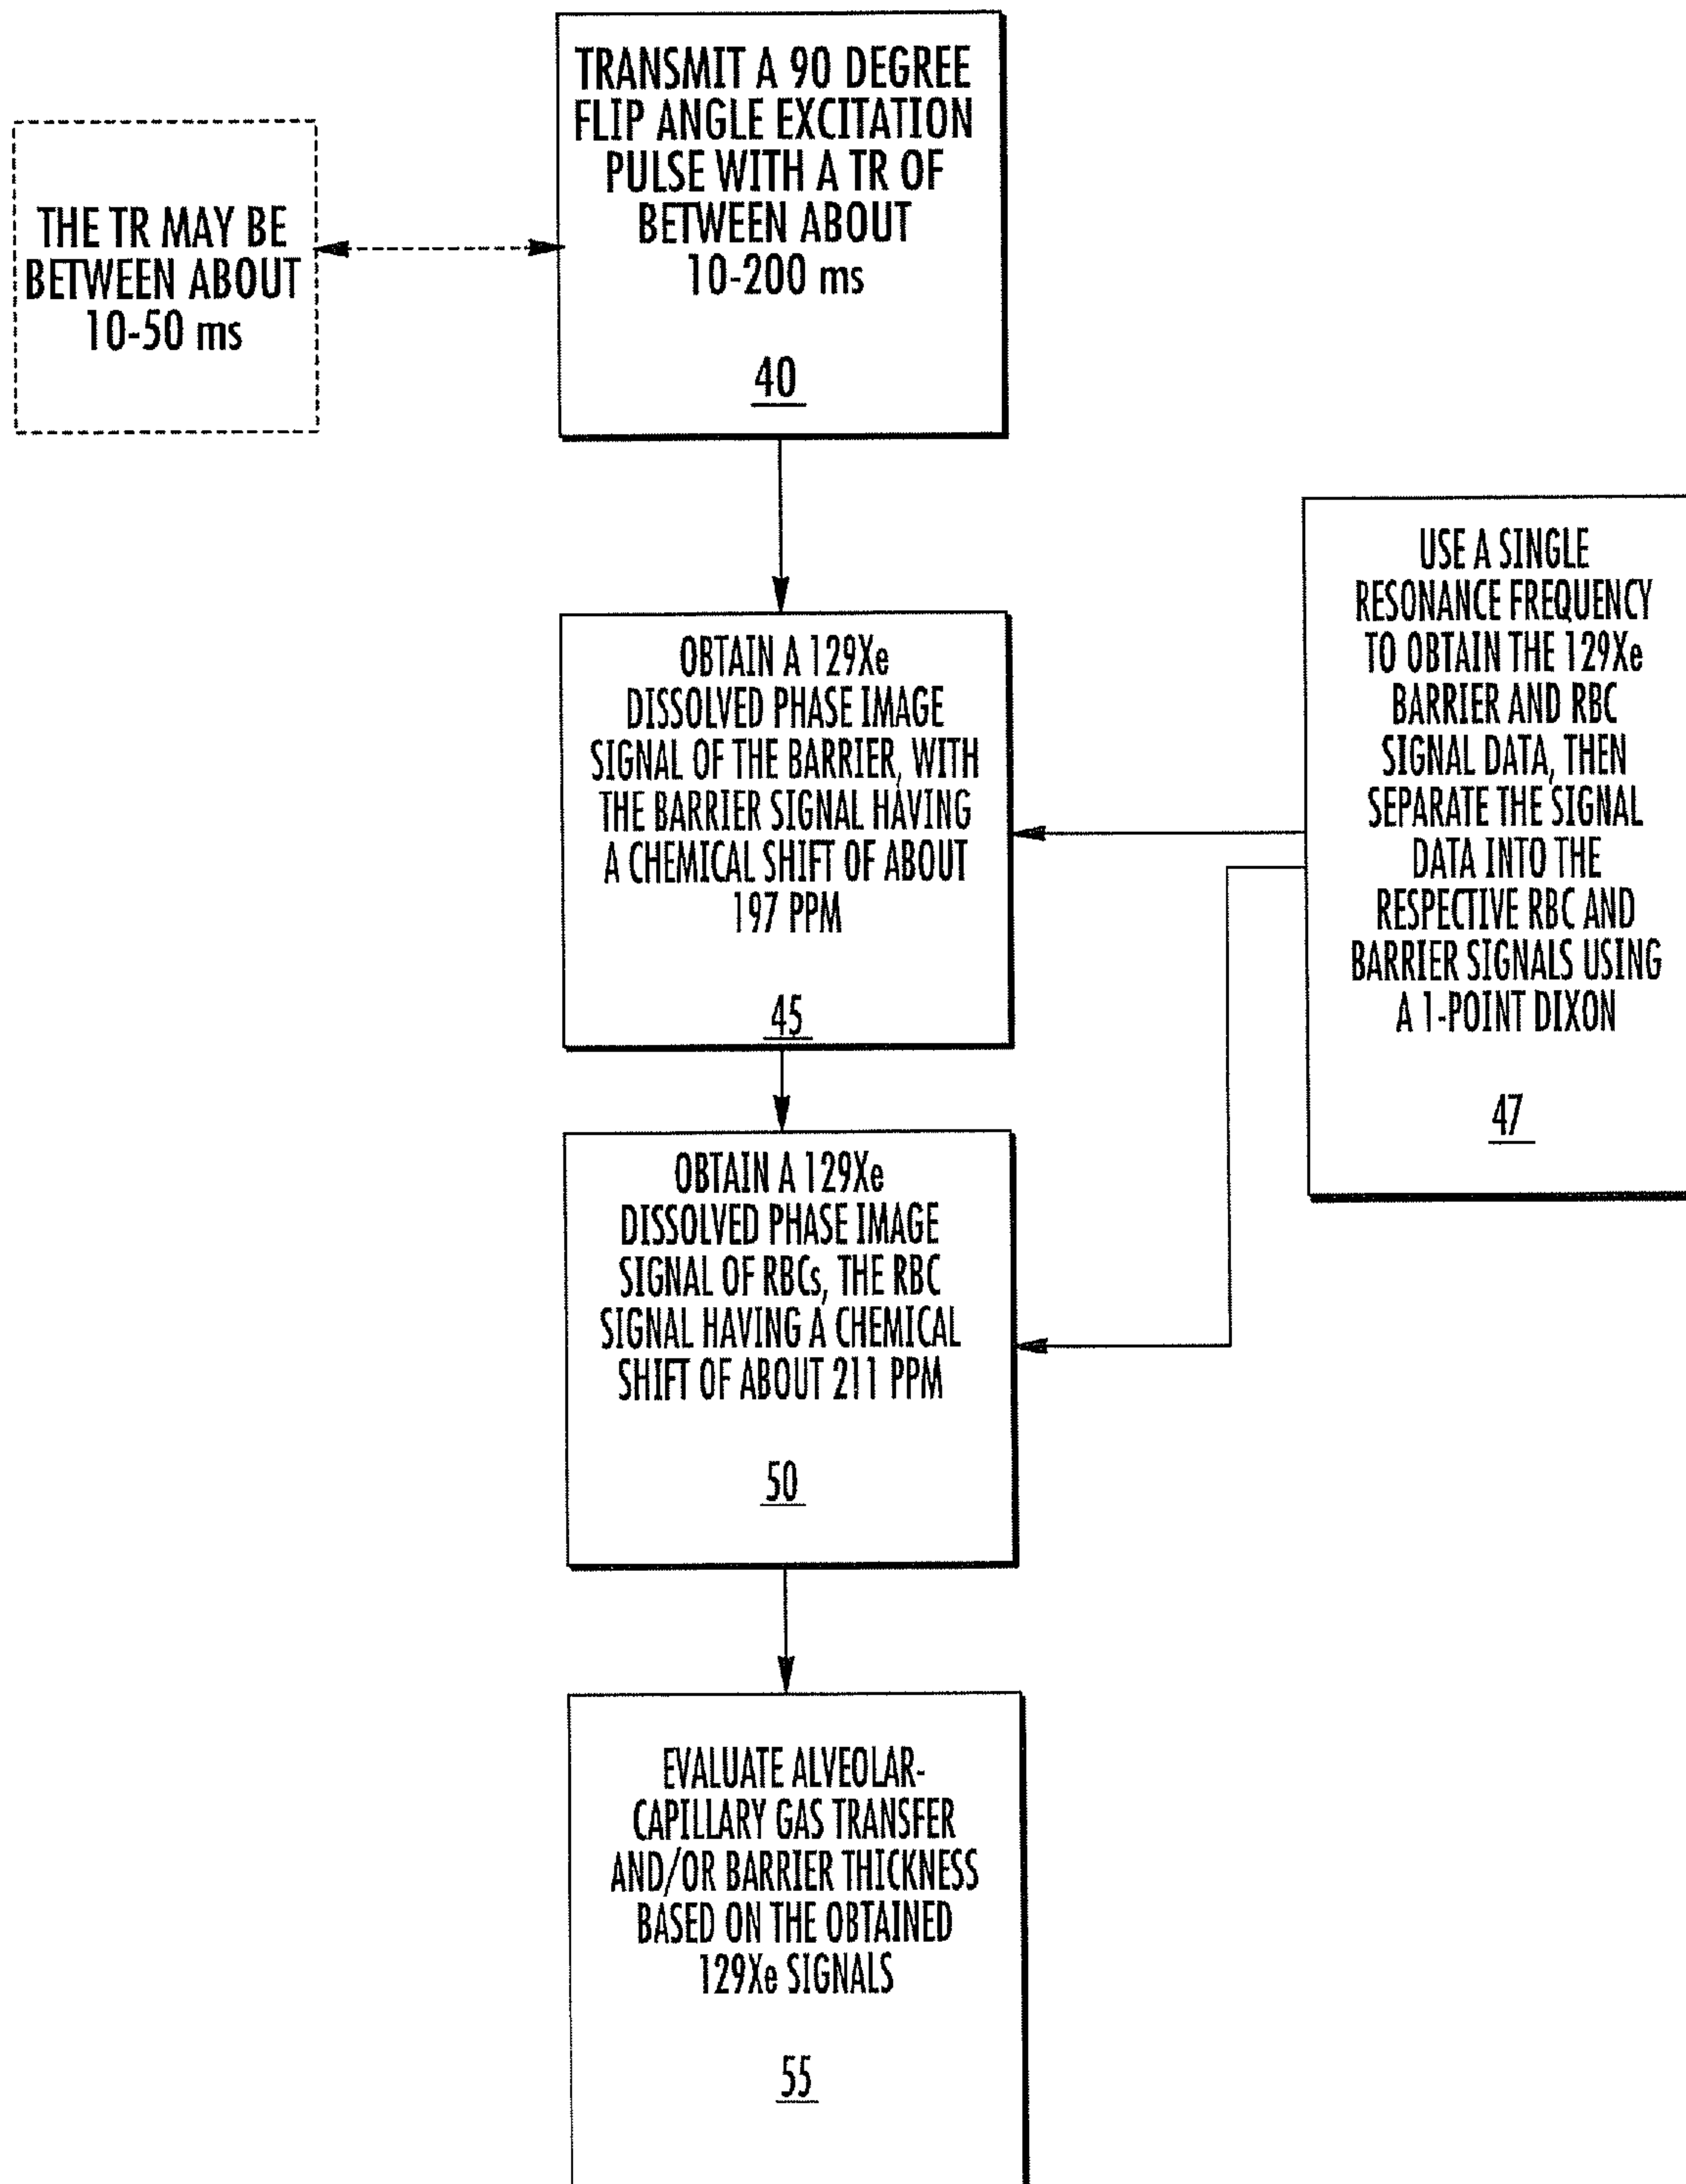 TRANSMIT A 90 DEGREE
FLIP ANGLE EXCITATION
PULSE WITH A TR OF
BETWEEN ABOUT
10-200 ms
40
THE TR MAY BE
BETWEEN ABOUT
10-50 ms
OBTAIN A 129Xe
DISSOLVED PHASE IMAGE
SIGNAL OF THE BARRIER, WITH
THE BARRIER SIGNAL HAVING
A CHEMICAL SHIFT OF ABOUT
197 PPM
45
USE A SINGLE
RESONANCE FREQUENCY
TO OBTAIN THE 129Xe
BARRIER AND RBC
SIGNAL DATA, THEN
SEPARATE THE SIGNAL
DATA INTO THE
RESPECTIVE RBC AND
BARRIER SIGNALS USING
A 1-POINT DIXON
47
OBTAIN A 129Xe
DISSOLVED PHASE IMAGE
SIGNAL OF RBCs, THE RBC
SIGNAL HAVING A CHEMICAL
SHIFT OF ABOUT 211 PPM
50
EVALUATE ALVEOLAR-
CAPILLARY GAS TRANSFER
AND/OR BARRIER THICKNESS
BASED ON THE OBTAINED
129Xe SIGNALS
55